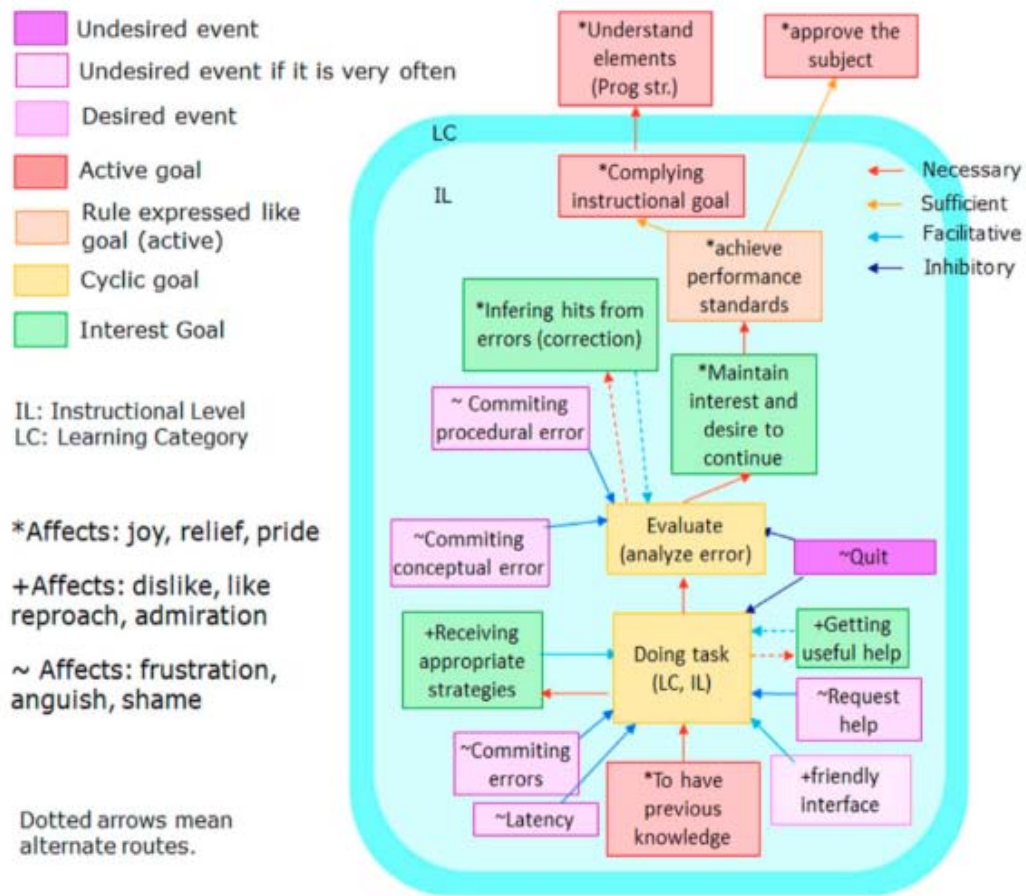 Undesired event
Undesired event if it is very often
Desired event
Active goal
Rule expressed like
goal (active)
Cyclic goal
Interest Goal
IL: Instructional Level
LC: Learning Category
*Affects: joy, relief, pride
+Affects: dislike, like
reproach, admiration
~ Affects: frustration,
anguish, shame
Dotted arrows mean
alternate routes.
*Understand
elements
(Prog str.)
*approve the
subject
LC
IL
*Complying
instructional goal
Necessary
Sufficient
Facilitative
Inhibitory
*achieve
performance
standards
*Infering hits from
errors (correction)
*Maintain
interest and
desire to
continue
~ Commiting
procedural error
~Commiting
conceptual error
Evaluate
(analyze error)
~Quit
+Receiving
appropriate
strategies
Doing task
(LC, IL)
+Getting
useful help
~Request
help
~Commiting
errors
~Latency
*To have
previous
knowledge
+friendly
interface